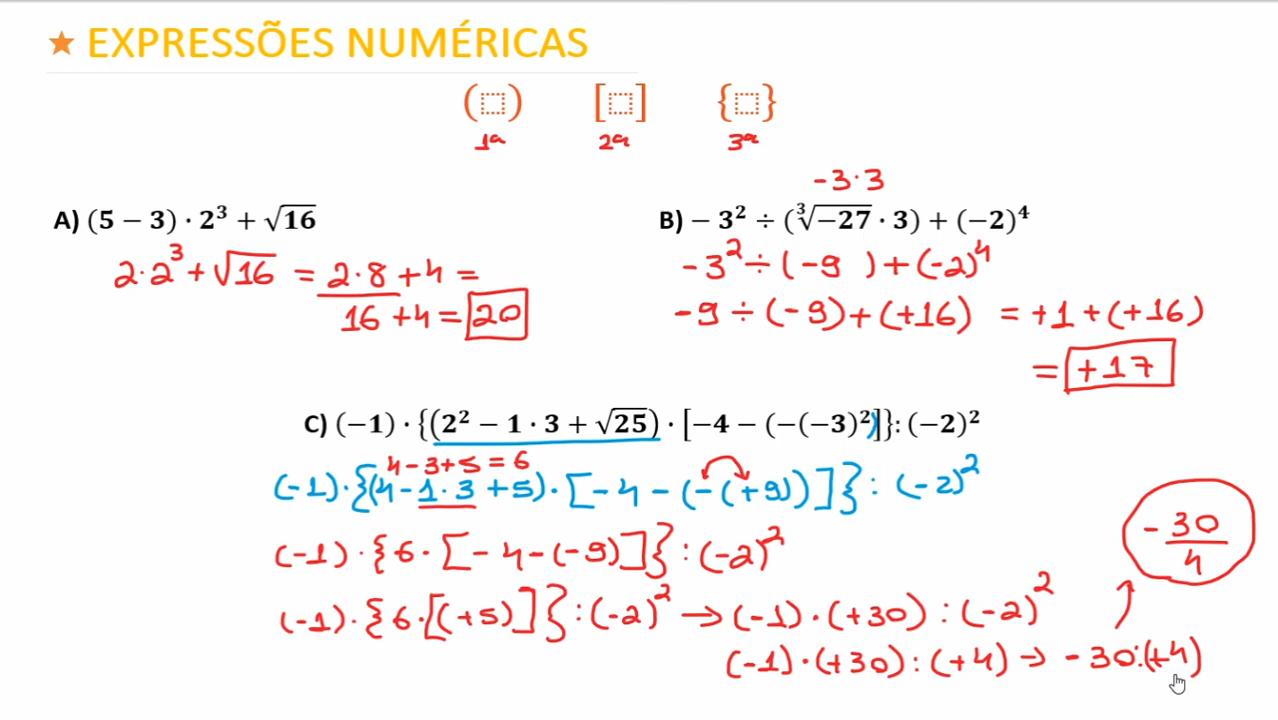 ★ EXPRESSÕES NUMÉRICAS
(⬚) [⬚] {⬚}
1ª 2ª 3ª
A) (5 − 3) · 2³ + √16
2·2³ + √16 = 2·8 + 4 =
16 + 4 = 20
-3·3
B) − 3² ÷ (∛−27 · 3) + (−2)⁴
-3² ÷ (-9 ) + (-2)⁴
-9 ÷ (-9) + (+16) = +1 + (+16)
= +17
C) (−1) · {(2² − 1 · 3 + √25) · [−4 − (−(−3)²)]}: (−2)²
4-3+5 = 6
(-1)·{(4-1·3+5)·[-4-(-(+9))]} : (-2)²
(-1)·{6·[-4-(-9)]} : (-2)²
(-1)·{6·[(+5)]} : (-2)² → (-1)·(+30) : (-2)²
(-1)·(+30) : (+4) → -30:(+4)
-30/4